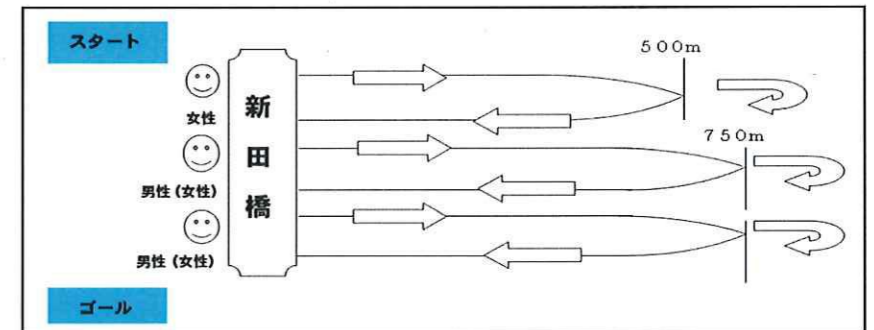 スタート
500m
女性
新田橋
750m
男性(女性)
男性(女性)
ゴール